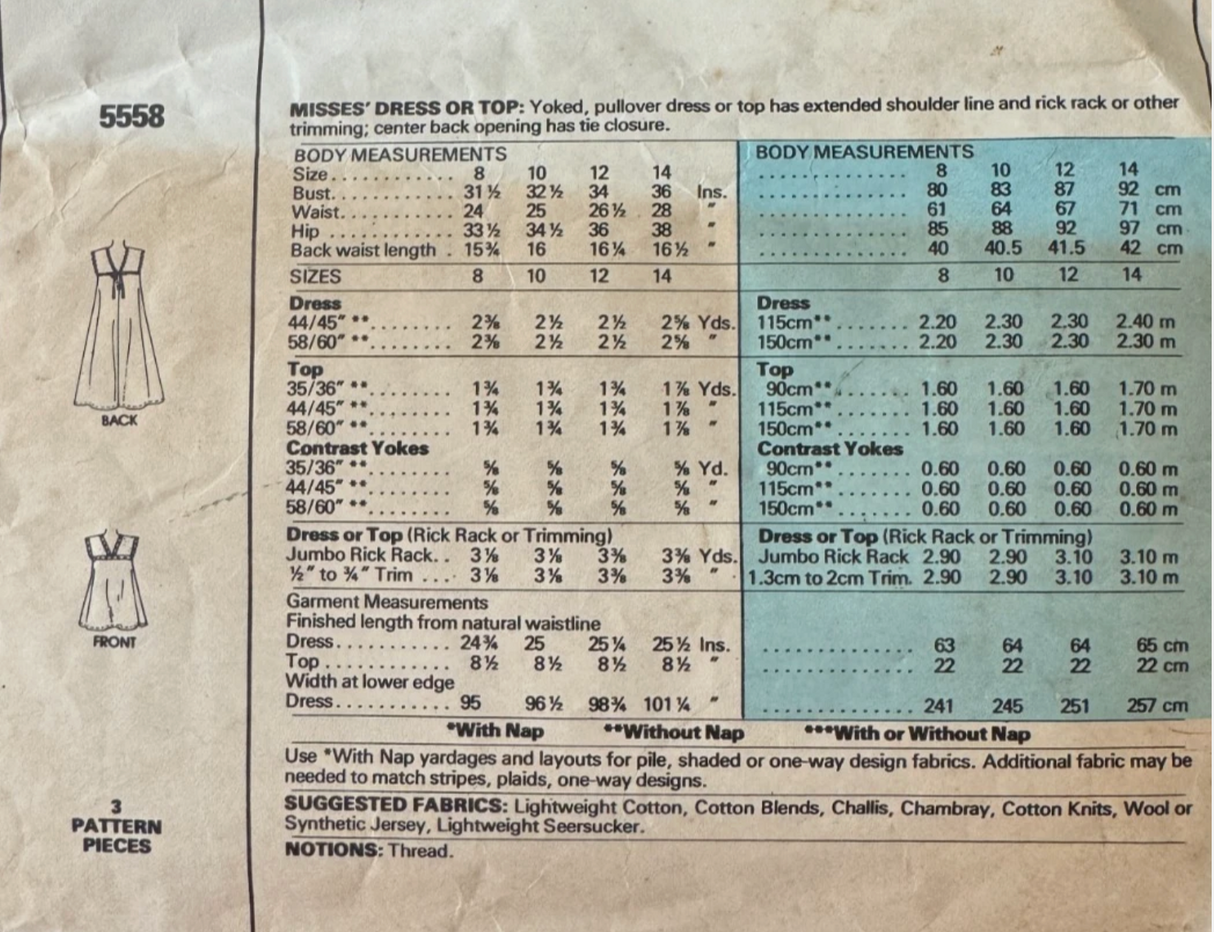 5558
BACK
FRONT
3
PATTERN
PIECES
MISSES' DRESS OR TOP: Yoked, pullover dress or top has extended shoulder line and rick rack or other
trimming; center back opening has tie closure.
BODY MEASUREMENTS BODY MEASUREMENTS
Size............ 8 10 12 14 ............... 8 10 12 14
Bust............ 31 ½ 32 ½ 34 36 Ins. ............... 80 83 87 92 cm
Waist........... 24 25 26 ½ 28 " ............... 61 64 67 71 cm
Hip ............ 33 ½ 34 ½ 36 38 " 85 88 92 97 cm
Back waist length . 15¾ 16 16 ¼ 16 ½ " ............... 40 40.5 41.5 42 cm
SIZES 8 10 12 14 8 10 12 14
Dress Dress
44/45" **........ 2⅜ 2½ 2½ 2⅝ Yds. 115cm**....... 2.20 2.30 2.30 2.40 m
58/60" **........ 2⅜ 2½ 2½ 2⅝ " 150cm**....... 2.20 2.30 2.30 2.30 m
Top Top
35/36" **........ 1¾ 1¾ 1¾ 1⅞ Yds. 90cm**........ 1.60 1.60 1.60 1.70 m
44/45" **........ 1¾ 1¾ 1¾ 1⅞ " 115cm**....... 1.60 1.60 1.60 1.70 m
58/60" **........ 1¾ 1¾ 1¾ 1⅞ " 150cm**....... 1.60 1.60 1.60 1.70 m
Contrast Yokes Contrast Yokes
35/36" **........ ⅝ ⅝ ⅝ ⅝ Yd. 90cm**....... 0.60 0.60 0.60 0.60 m
44/45" **........ ⅝ ⅝ ⅝ ⅝ " 115cm**....... 0.60 0.60 0.60 0.60 m
58/60" **........ ⅝ ⅝ ⅝ ⅝ " 150cm**....... 0.60 0.60 0.60 0.60 m
Dress or Top (Rick Rack or Trimming) Dress or Top (Rick Rack or Trimming)
Jumbo Rick Rack.. 3⅛ 3⅛ 3⅜ 3⅜ Yds. Jumbo Rick Rack 2.90 2.90 3.10 3.10 m
½" to ¾" Trim .... 3⅛ 3⅛ 3⅜ 3⅜ " 1.3cm to 2cm Trim. 2.90 2.90 3.10 3.10 m
Garment Measurements
Finished length from natural waistline
Dress........... 24¾ 25 25¼ 25½ Ins. ............... 63 64 64 65 cm
Top ............ 8½ 8½ 8½ 8½ " ............... 22 22 22 22 cm
Width at lower edge
Dress........... 95 96½ 98¾ 101¼ " ............... 241 245 251 257 cm
*With Nap **Without Nap ***With or Without Nap
Use *With Nap yardages and layouts for pile, shaded or one-way design fabrics. Additional fabric may be
needed to match stripes, plaids, one-way designs.
SUGGESTED FABRICS: Lightweight Cotton, Cotton Blends, Challis, Chambray, Cotton Knits, Wool or
Synthetic Jersey, Lightweight Seersucker.
NOTIONS: Thread.